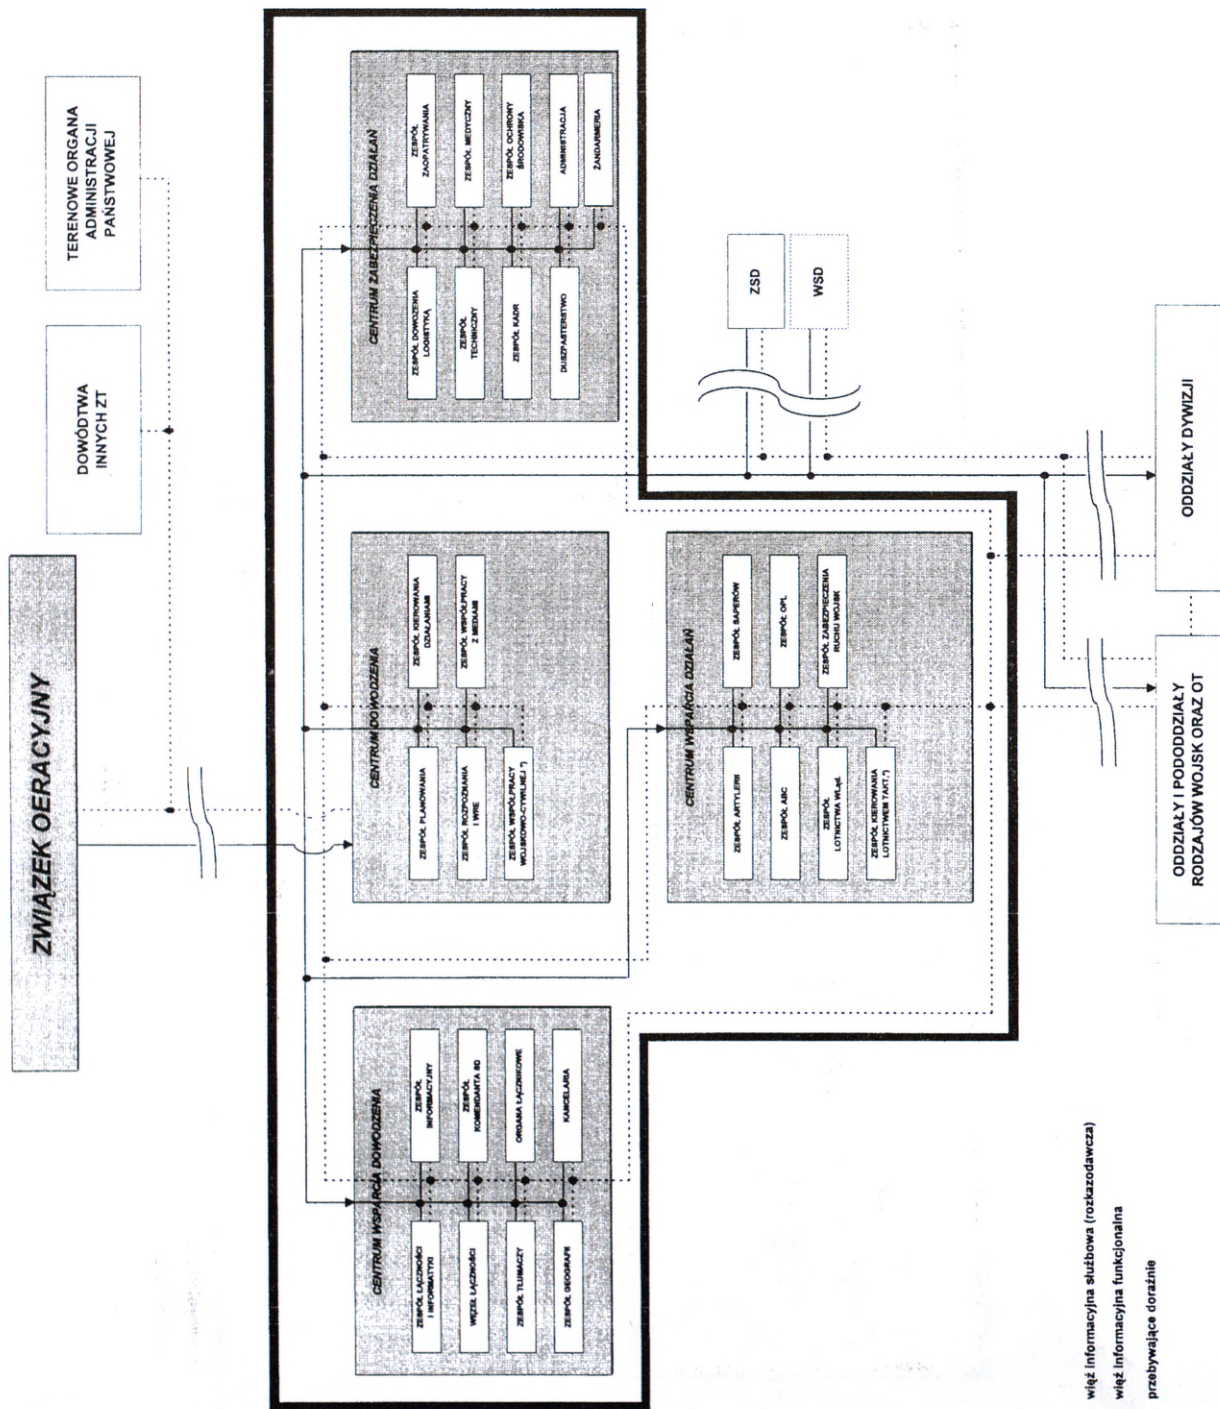 ZWIĄZEK OERACYJNY
DOWÓDTWA
INNYCH ZT
TERENOWE ORGANA
ADMINISTRACJI
PAŃSTWOWEJ
CENTRUM WSPARCIA DOWODZENIA
ZESPÓŁ ŁĄCZNOŚCI
I INFORMATYKI
ZESPÓŁ
INFORMACYJNY
WĘZEŁ ŁĄCZNOŚCI
ZESPÓŁ
KOMENDANTA SD
ZESPÓŁ TŁUMACZY
ORGANA ŁĄCZNIKOWE
ZESPÓŁ GEOGRAFII
KANCELARIA
CENTRUM DOWODZENIA
ZESPÓŁ PLANOWANIA
ZESPÓŁ KIEROWANIA
DZIAŁANIAMI
ZESPÓŁ ROZPOZNANIA
I WRE
ZESPÓŁ WSPÓŁPRACY
Z MEDIAMI
ZESPÓŁ WSPÓŁPRACY
WOJSKOWO-CYWILNEJ *)
CENTRUM ZABEZPIECZENIA DZIAŁAŃ
ZESPÓŁ DOWOZENIA
LOGISTYKĄ
ZESPÓŁ
ZAOPATRYWANIA
ZESPÓŁ
TECHNICZNY
ZESPÓŁ MEDYCZNY
ZESPÓŁ KADR
ZESPÓŁ OCHRONY
ŚRODOWISKA
DUSZPASTERSTWO
ADMINISTRACJA
ŻANDARMERIA
CENTRUM WSPARCIA DZIAŁAŃ
ZESPÓŁ ARTYLERII
ZESPÓŁ SAPERÓW
ZESPÓŁ ABC
ZESPÓŁ OPL
ZESPÓŁ
LOTNICTWA WLąd.
ZESPÓŁ ZABEZPIECZENIA
RUCHU WOJSK
ZESPÓŁ KIEROWANIA
LOTNICTWEM TAKT.*)
ZSD
WSD
ODDZIAŁY I PODODDZIAŁY
RODZAJÓW WOJSK ORAZ OT
ODDZIAŁY DYWIZJI
więź informacyjna służbowa (rozkazodawcza)
więź informacyjna funkcjonalna
przebywające doraźnie